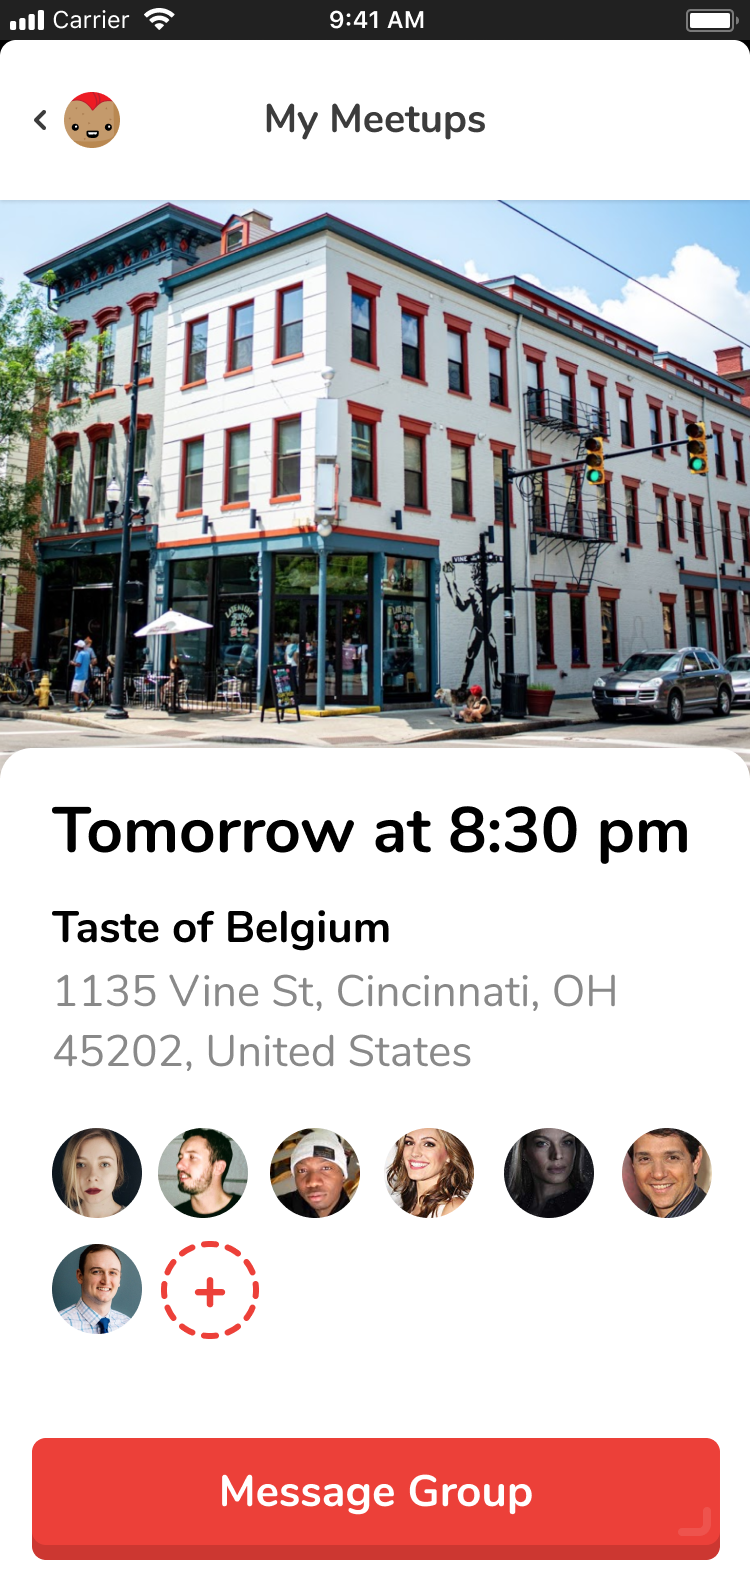 Carrier 9:41 AM
My Meetups
Tomorrow at 8:30 pm
Taste of Belgium
1135 Vine St, Cincinnati, OH
45202, United States
Message Group